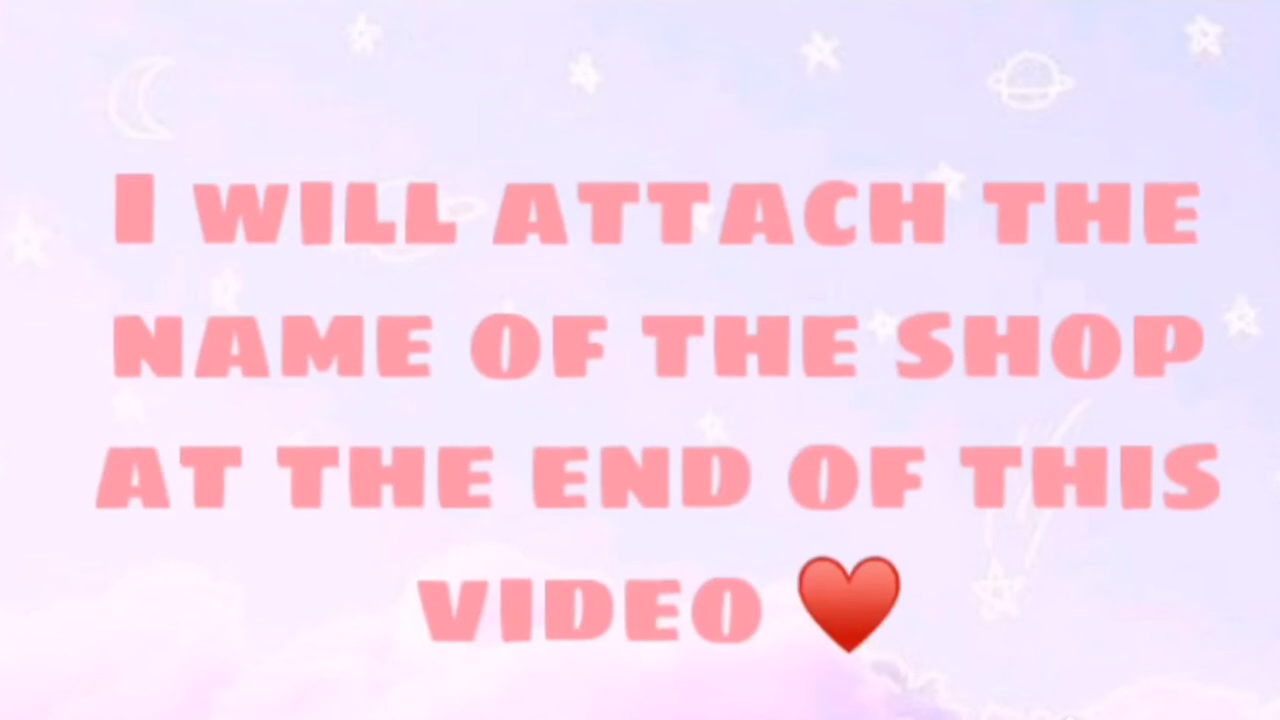 I WILL ATTACH THE
NAME OF THE SHOP
AT THE END OF THIS
VIDEO ♥️